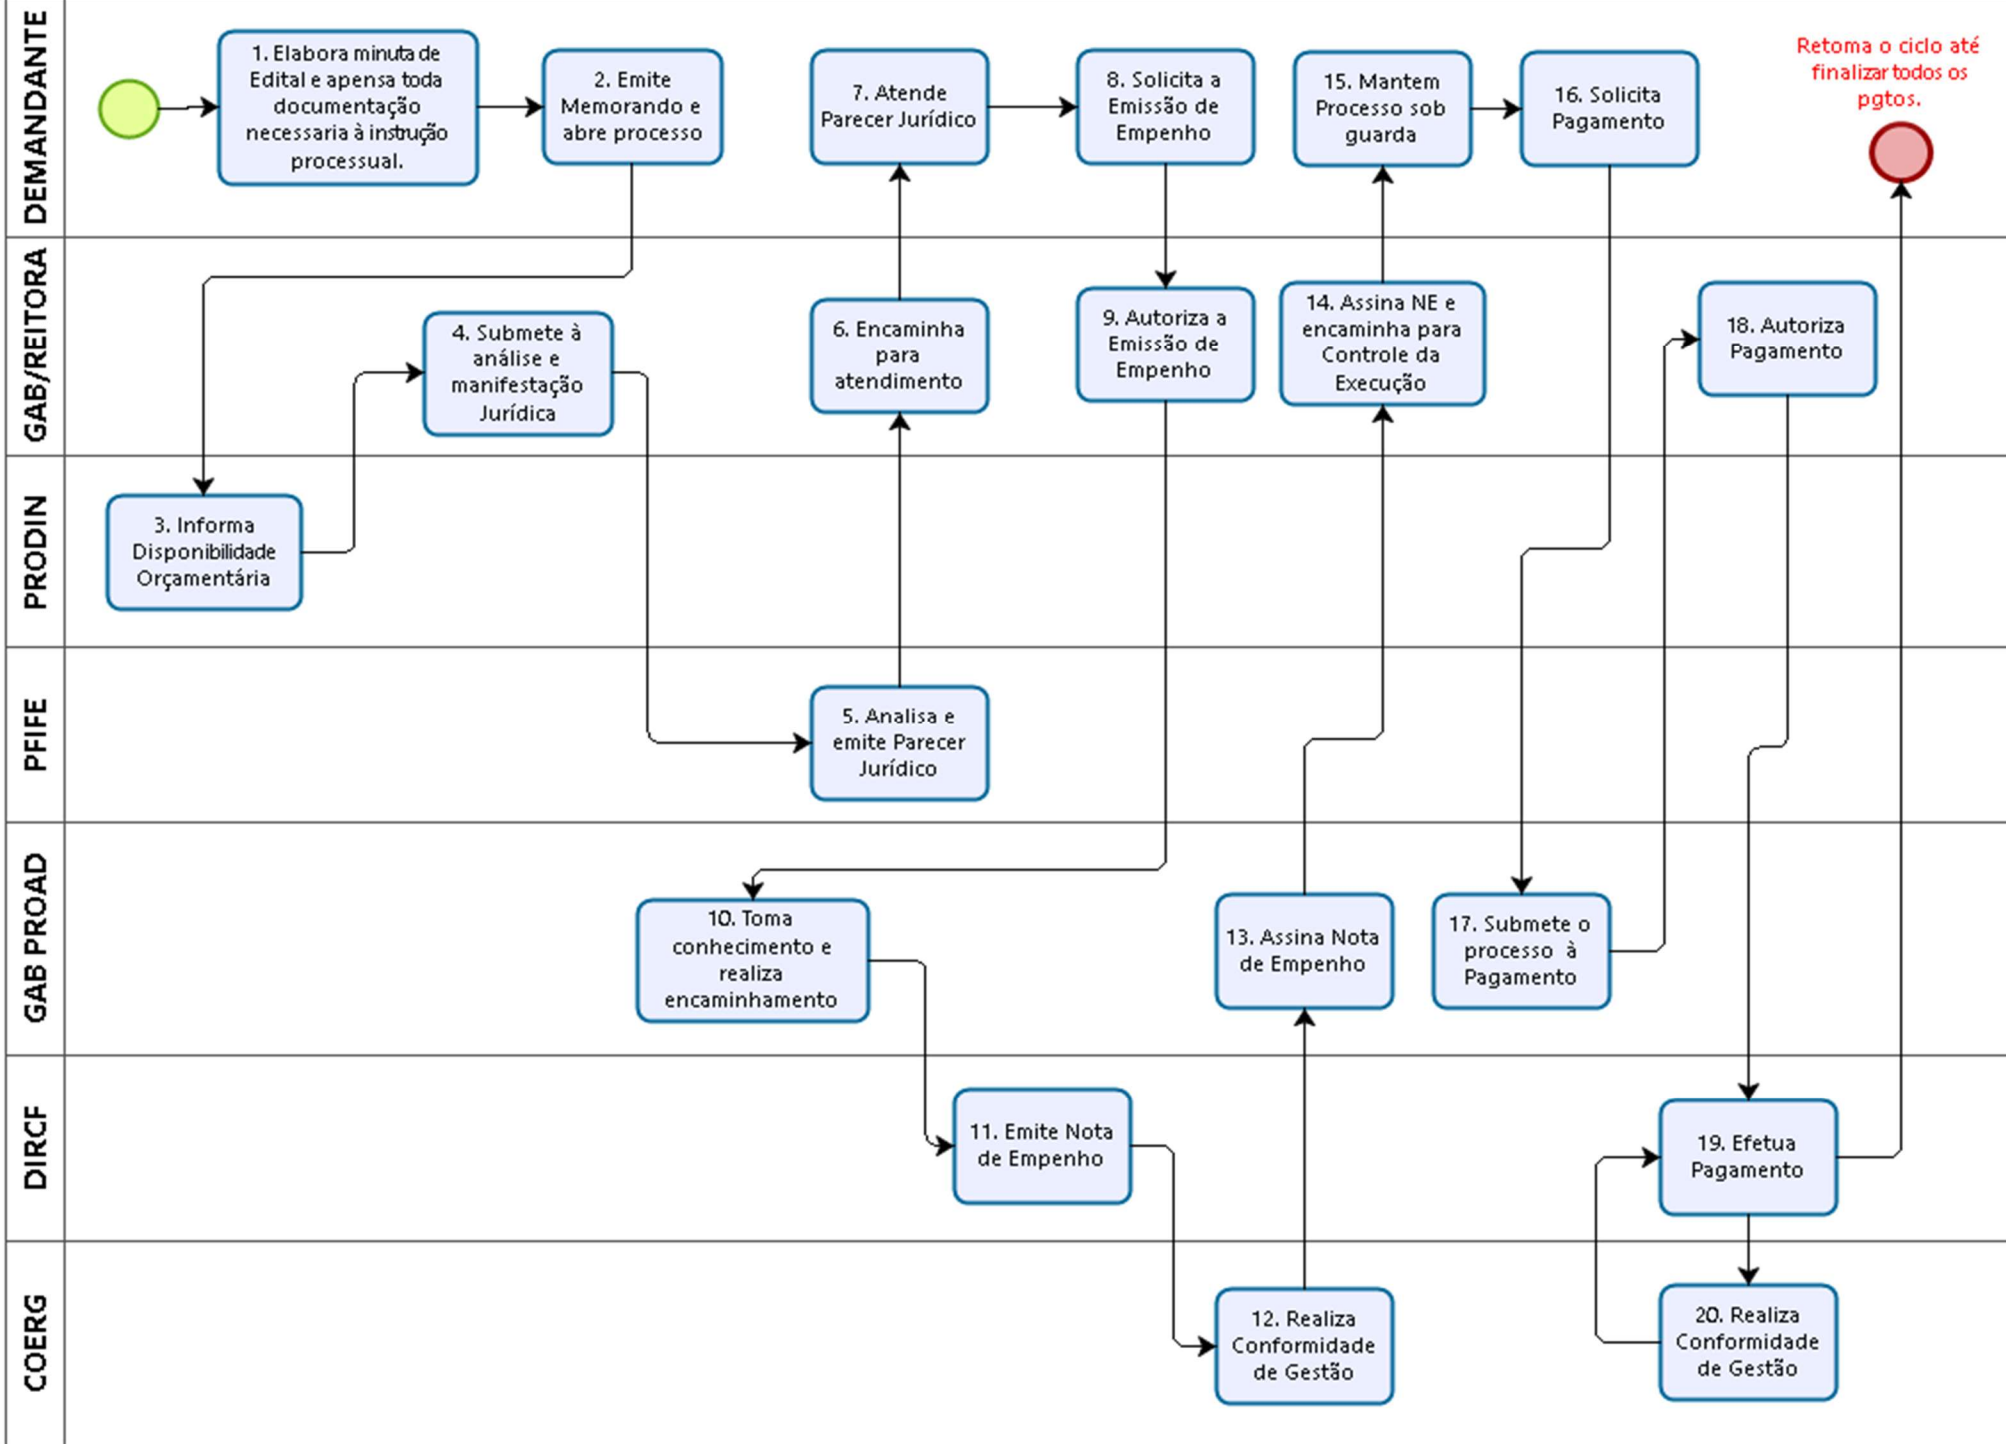 DEMANDANTE
1. Elabora minuta de
Edital e apensa toda
documentação
necessaria à instrução
processual.
2. Emite
Memorando e
abre processo
7. Atende
Parecer Jurídico
8. Solicita a
Emissão de
Empenho
15. Mantem
Processo sob
guarda
16. Solicita
Pagamento
Retoma o ciclo até
finalizar todos os
pgtos.
GAB/REITORA
4. Submete à
análise e
manifestação
Jurídica
6. Encaminha
para
atendimento
9. Autoriza a
Emissão de
Empenho
14. Assina NE e
encaminha para
Controle da
Execução
18. Autoriza
Pagamento
PRODIN
3. Informa
Disponibilidade
Orçamentária
PFIFE
5. Analisa e
emite Parecer
Jurídico
GAB PROAD
10. Toma
conhecimento e
realiza
encaminhamento
13. Assina Nota
de Empenho
17. Submete o
processo à
Pagamento
DIRCF
11. Emite Nota
de Empenho
19. Efetua
Pagamento
COERG
12. Realiza
Conformidade
de Gestão
20. Realiza
Conformidade
de Gestão